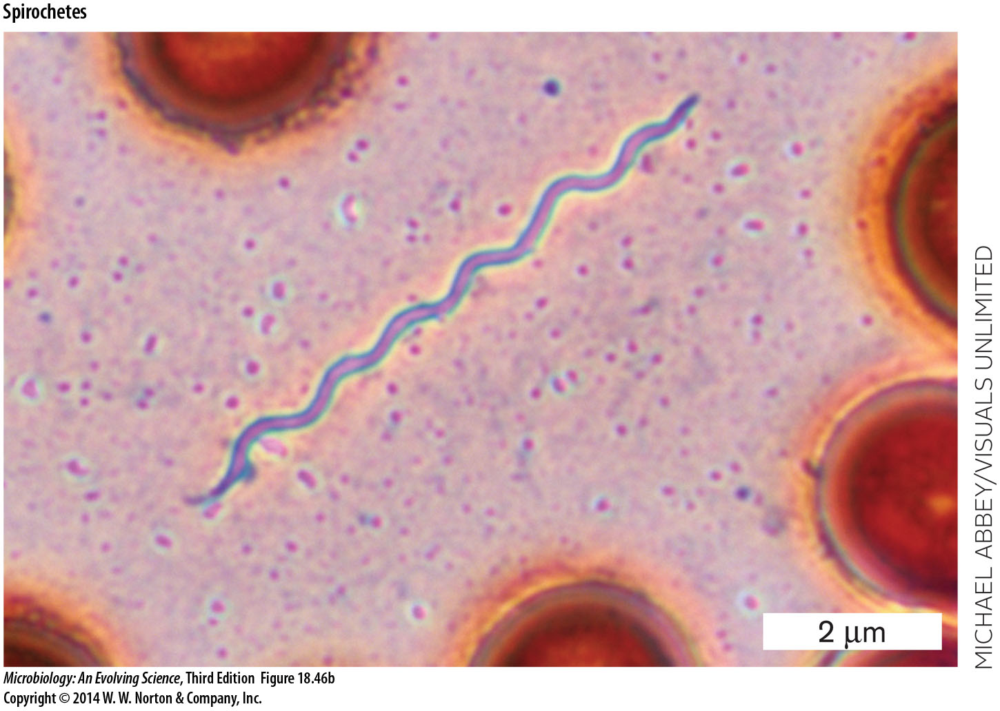 Spirochetes
MICHAEL ABBEY/VISUALS UNLIMITED
2 μm
Microbiology: An Evolving Science, Third Edition Figure 18.46b
Copyright © 2014 W. W. Norton & Company, Inc.